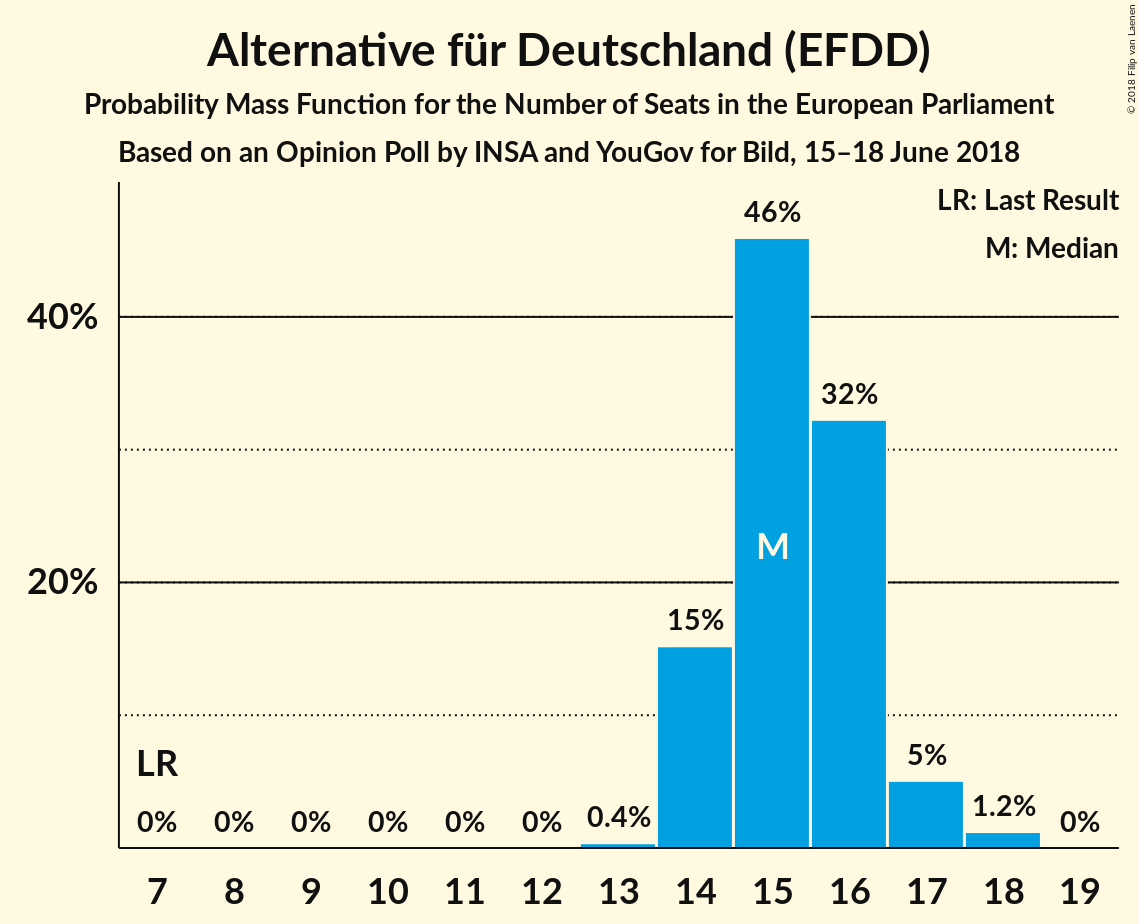 Alternative für Deutschland (EFDD)
Probability Mass Function for the Number of Seats in the European Parliament
Based on an Opinion Poll by INSA and YouGov for Bild, 15–18 June 2018
© 2018 Filip van Laenen
LR: Last Result
M: Median
46%
40%
32%
M
20%
15%
5%
LR
0% 0% 0% 0% 0% 0% 0.4% 1.2% 0%
7 8 9 10 11 12 13 14 15 16 17 18 19